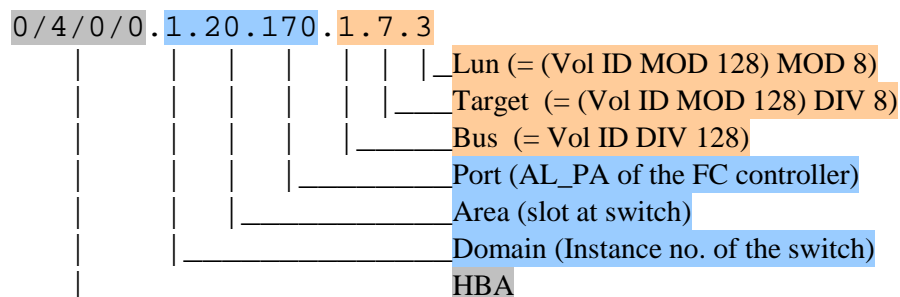 0/4/0/0.1.20.170.1.7.3
Lun (= (Vol ID MOD 128) MOD 8)
Target (= (Vol ID MOD 128) DIV 8)
Bus (= Vol ID DIV 128)
Port (AL_PA of the FC controller)
Area (slot at switch)
Domain (Instance no. of the switch)
HBA